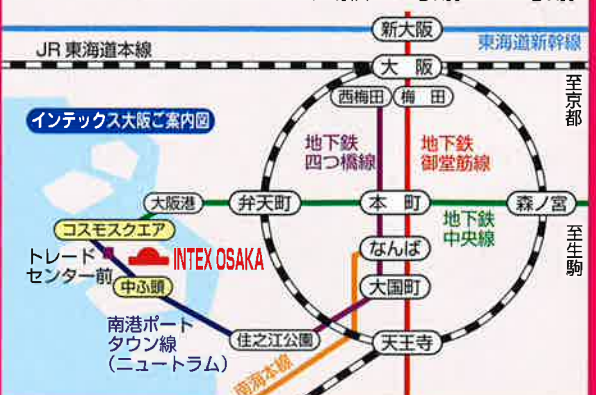 新大阪
東海道新幹線
JR 東海道本線
大 阪
至京都
西梅田
梅 田
インテックス大阪ご案内図
地下鉄
四つ橋線
地下鉄
御堂筋線
大阪港
弁天町
本 町
森ノ宮
地下鉄
中央線
至生駒
コスモスクエア
トレード
センター前
INTEX OSAKA
なんば
中ふ頭
大国町
南港ポート
タウン線
（ニュートラム）
住之江公園
天王寺
南海本線